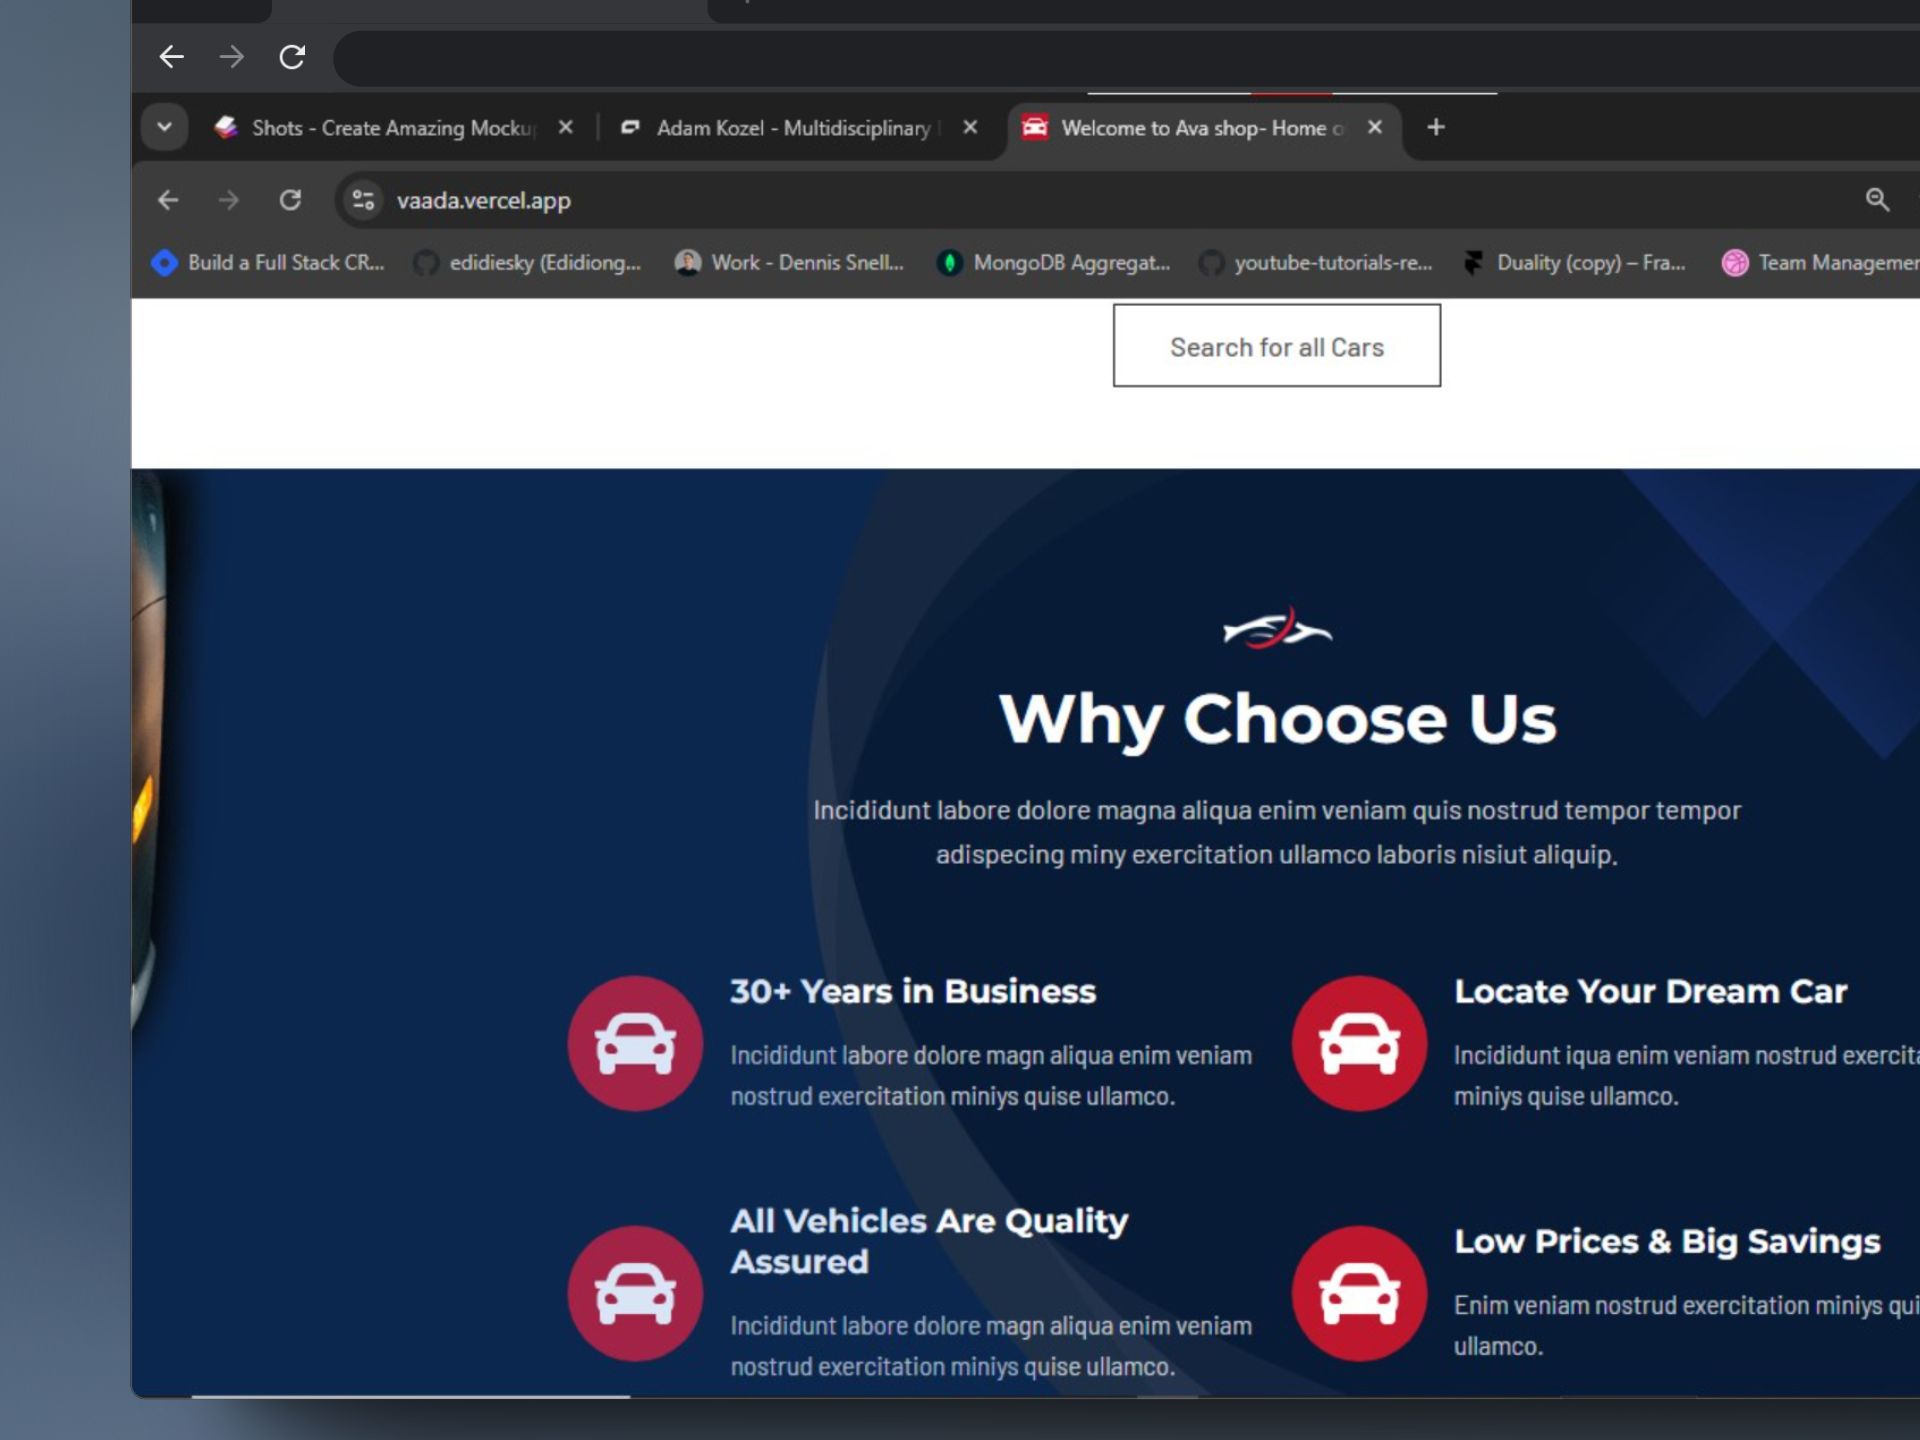 Shots - Create Amazing Mocku
Adam Kozel - Multidisciplinary
Welcome to Ava shop- Home o
vaada.vercel.app
Build a Full Stack CR...
edidiesky (Edidiong...
Work - Dennis Snell...
MongoDB Aggregat...
youtube-tutorials-re...
Duality (copy) – Fra...
Team Managemen
Search for all Cars
Why Choose Us
Incididunt labore dolore magna aliqua enim veniam quis nostrud tempor tempor
adispecing miny exercitation ullamco laboris nisiut aliquip.
30+ Years in Business
Incididunt labore dolore magn aliqua enim veniam
nostrud exercitation miniys quise ullamco.
Locate Your Dream Car
Incididunt iqua enim veniam nostrud exercita
miniys quise ullamco.
All Vehicles Are Quality
Assured
Incididunt labore dolore magn aliqua enim veniam
nostrud exercitation miniys quise ullamco.
Low Prices & Big Savings
Enim veniam nostrud exercitation miniys qui
ullamco.